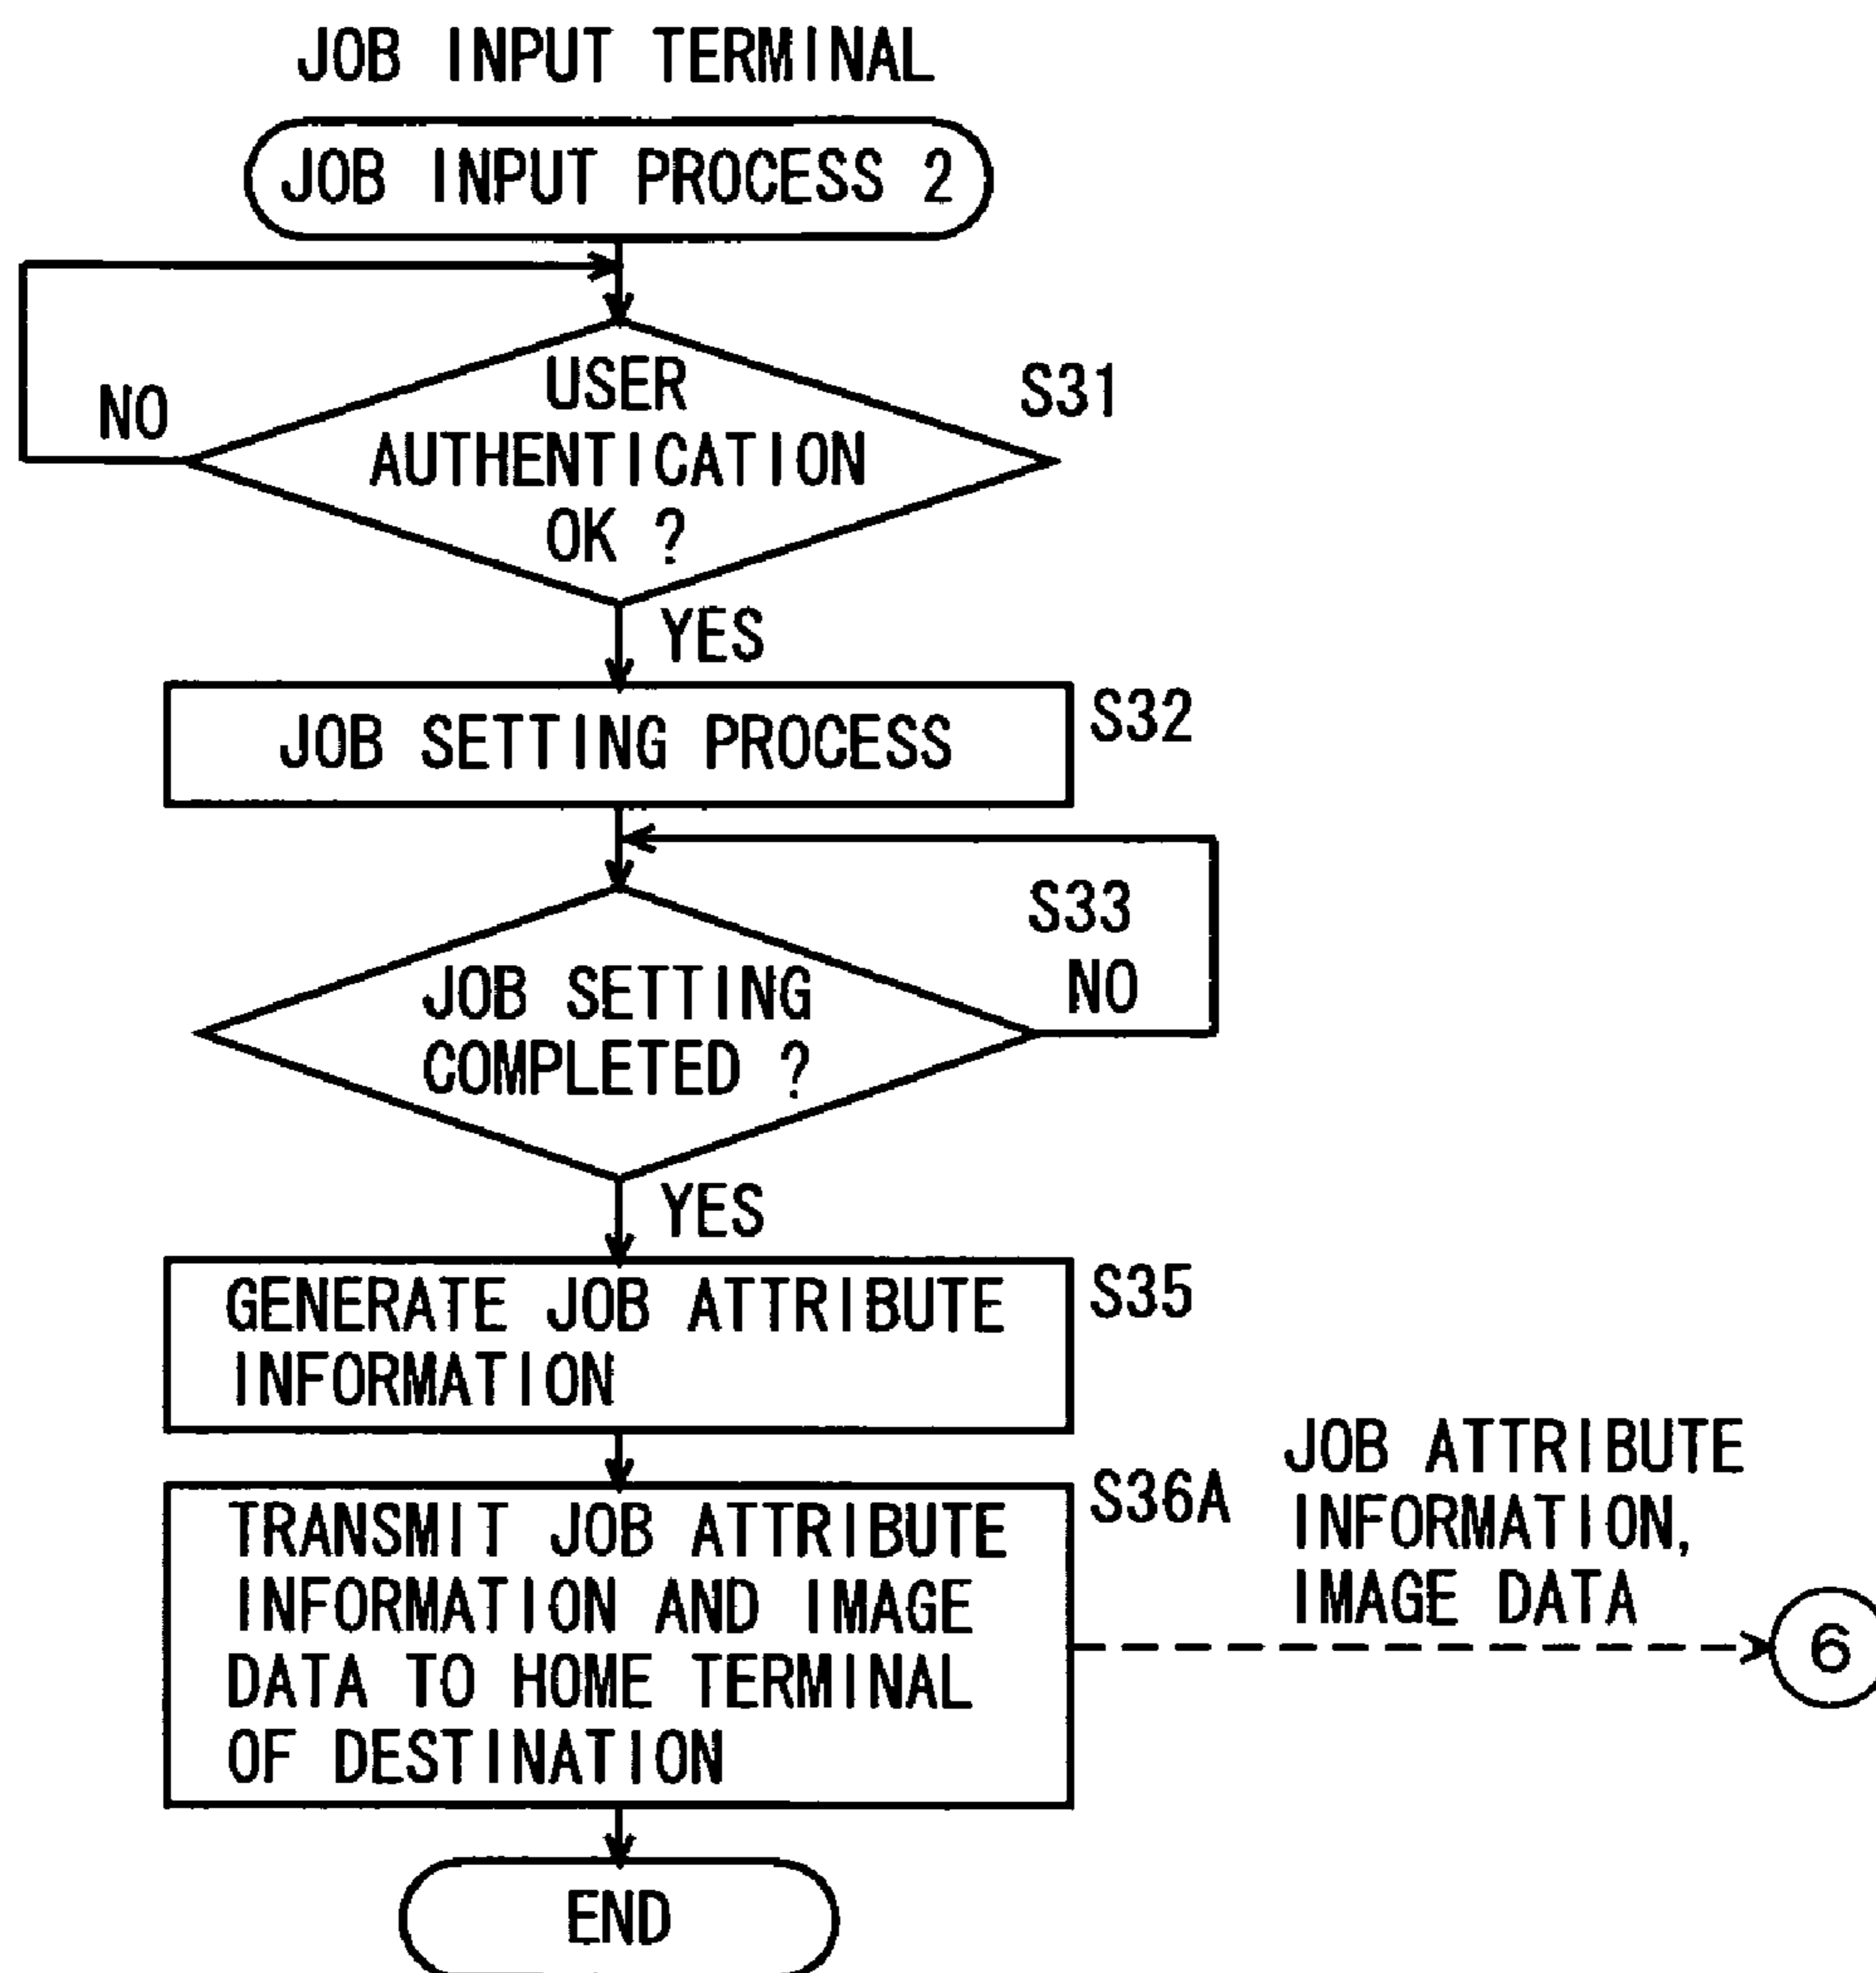 JOB INPUT TERMINAL
JOB INPUT PROCESS 2
USER
AUTHENTICATION
OK ?
S31
NO
YES
JOB SETTING PROCESS
S32
S33
NO
JOB SETTING
COMPLETED ?
YES
GENERATE JOB ATTRIBUTE
INFORMATION
S35
TRANSMIT JOB ATTRIBUTE
INFORMATION AND IMAGE
DATA TO HOME TERMINAL
OF DESTINATION
S36A
JOB ATTRIBUTE
INFORMATION,
IMAGE DATA
6
END